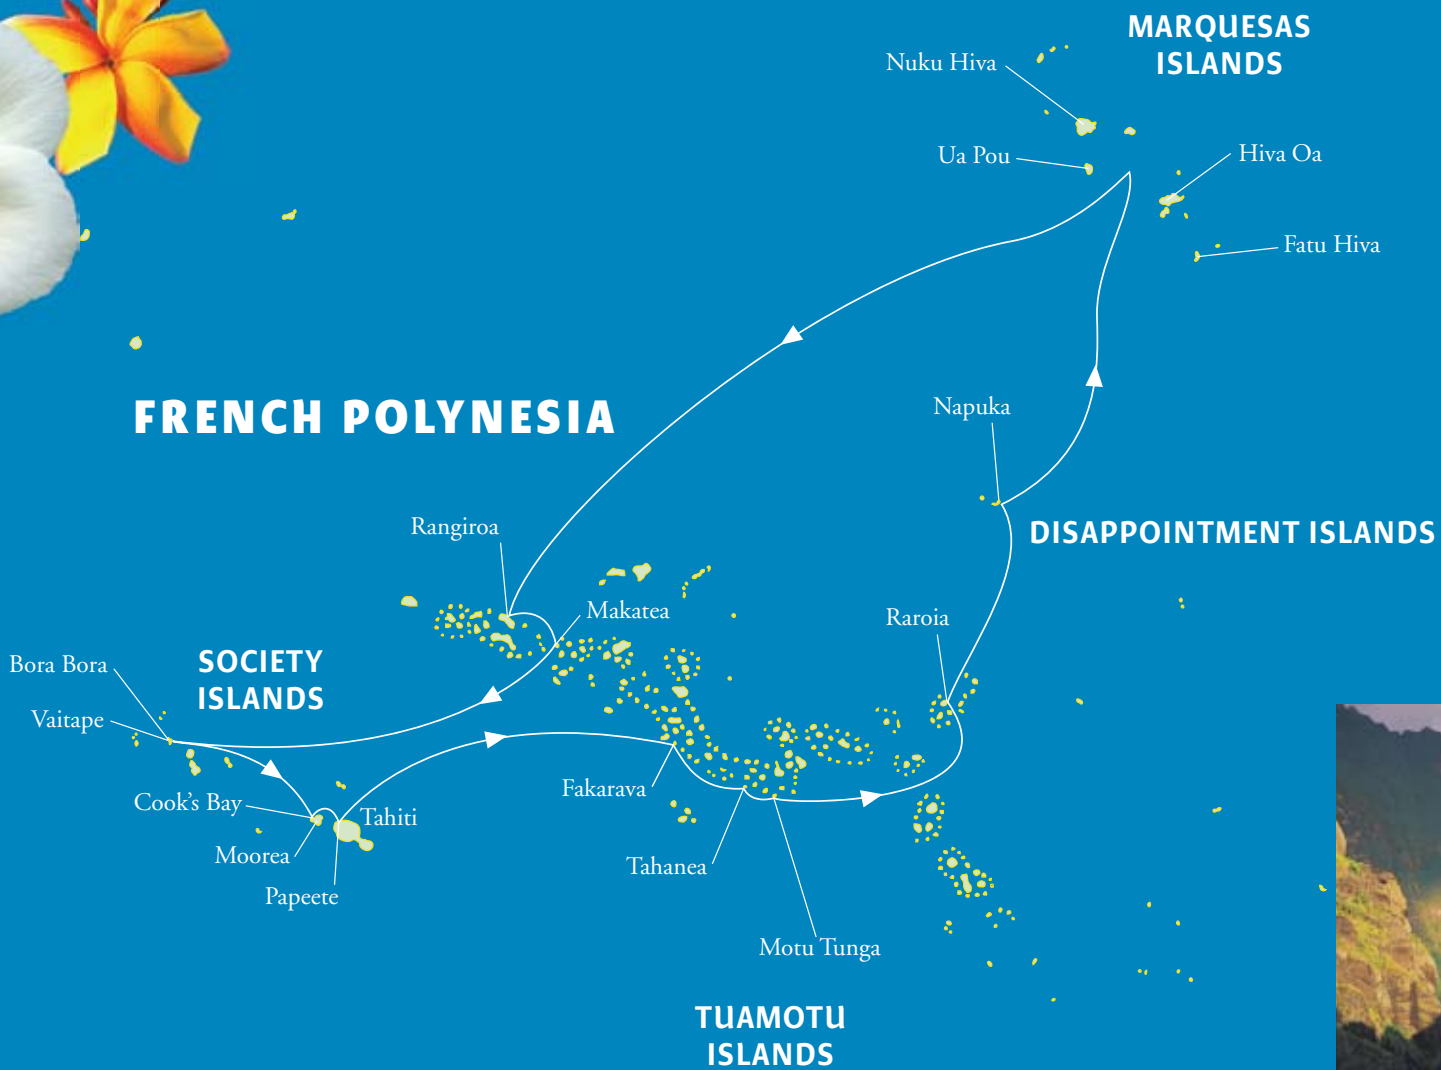 MARQUESAS
ISLANDS
Nuku Hiva
Ua Pou
Hiva Oa
Fatu Hiva
FRENCH POLYNESIA
Napuka
DISAPPOINTMENT ISLANDS
Rangiroa
Makatea
Raroia
Bora Bora
SOCIETY
ISLANDS
Vaitape
Fakarava
Cook's Bay
Tahiti
Moorea
Tahanea
Papeete
Motu Tunga
TUAMOTU
ISLANDS